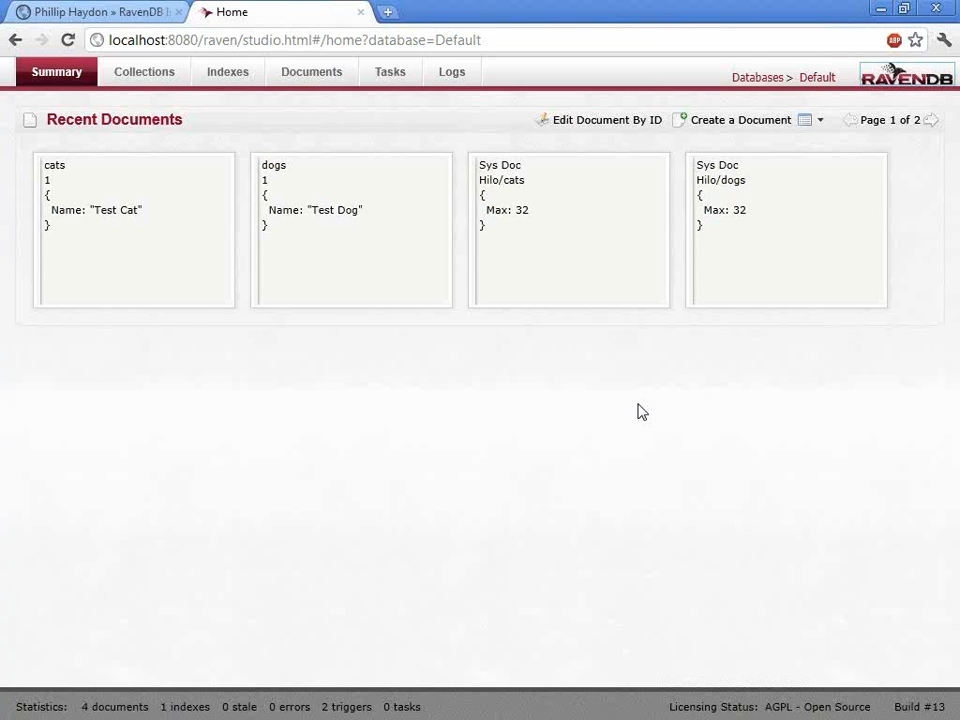 Phillip Haydon » RavenDB I
Home
localhost:8080/raven/studio.html#/home?database=Default
ABP
Summary
Collections
Indexes
Documents
Tasks
Logs
Databases > Default
RAVENDB
Recent Documents
Edit Document By ID
Create a Document
Page 1 of 2
cats
1
{
Name: "Test Cat"
}
dogs
1
{
Name: "Test Dog"
}
Sys Doc
Hilo/cats
{
Max: 32
}
Sys Doc
Hilo/dogs
{
Max: 32
}
Statistics: 4 documents 1 indexes 0 stale 0 errors 2 triggers 0 tasks
Licensing Status: AGPL - Open Source Build #13